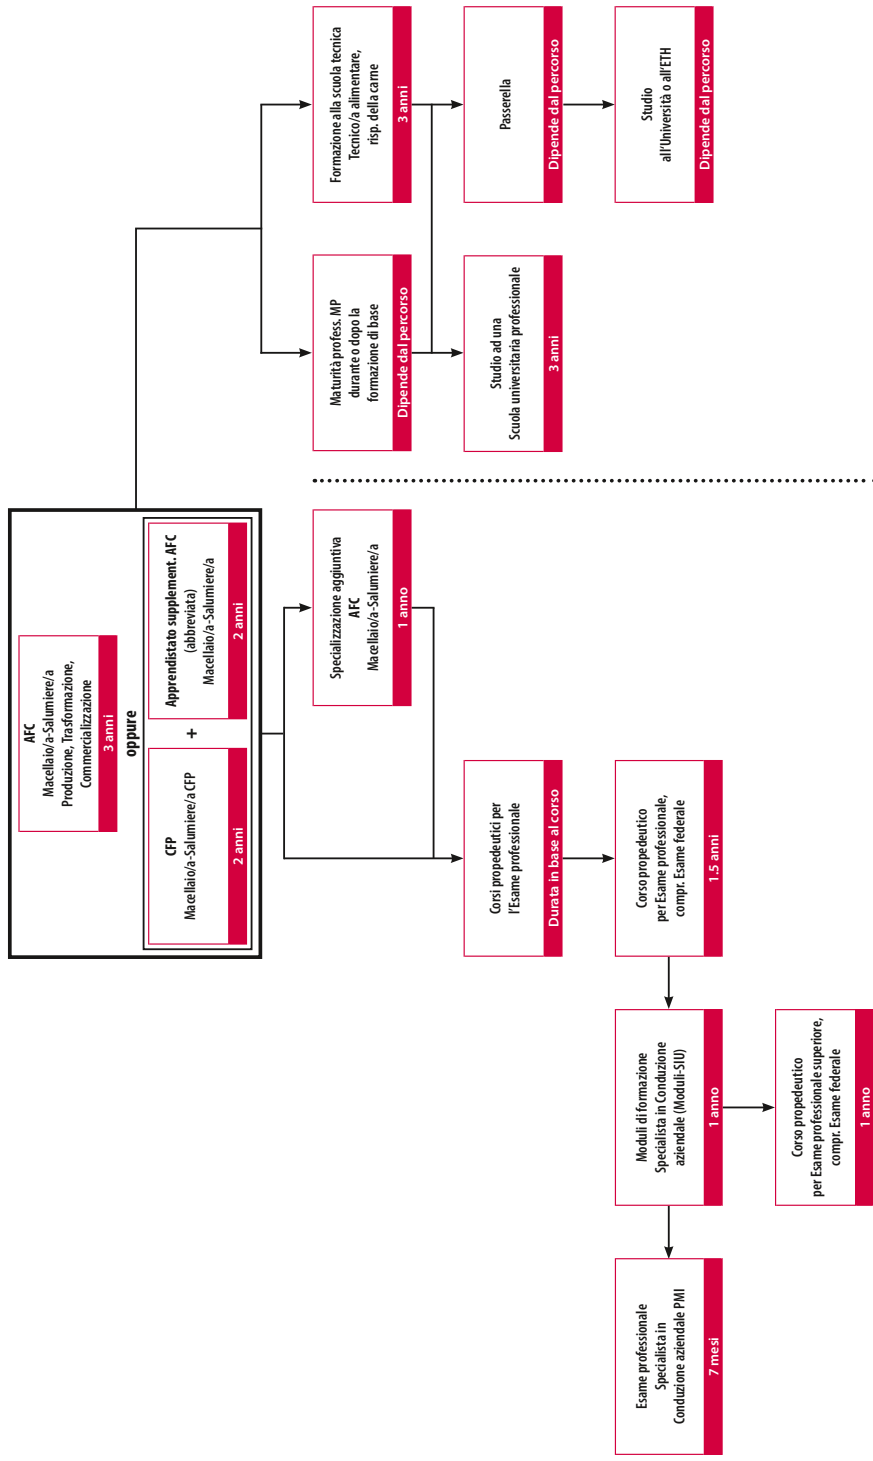 AFC
Macellaio/a-Salumiere/a
Produzione, Trasformazione,
Commercializzazione
3 anni
oppure
CFP
Macellaio/a-Salumiere/a CFP
2 anni
+
Apprendistato supplement. AFC
(abbreviata)
Macellaio/a-Salumiere/a
2 anni
Specializzazione aggiuntiva
AFC
Macellaio/a-Salumiere/a
1 anno
Maturità profess. MP
durante o dopo la
formazione di base
Dipende dal percorso
Formazione alla scuola tecnica
Tecnico/a alimentare,
risp. della carne
3 anni
Corsi propedeutici per
l'Esame professionale
Durata in base al corso
Studio ad una
Scuola universitaria professionale
3 anni
Passerella
Dipende dal percorso
Esame professionale
Specialista in
Conduzione aziendale PMI
7 mesi
Moduli di formazione
Specialista in Conduzione
aziendale (Moduli-SIU)
1 anno
Corso propedeutico
per Esame professionale,
compr. Esame federale
1.5 anni
Studio
all'Università o all'ETH
Dipende dal percorso
Corso propedeutico
per Esame professionale superiore,
compr. Esame federale
1 anno